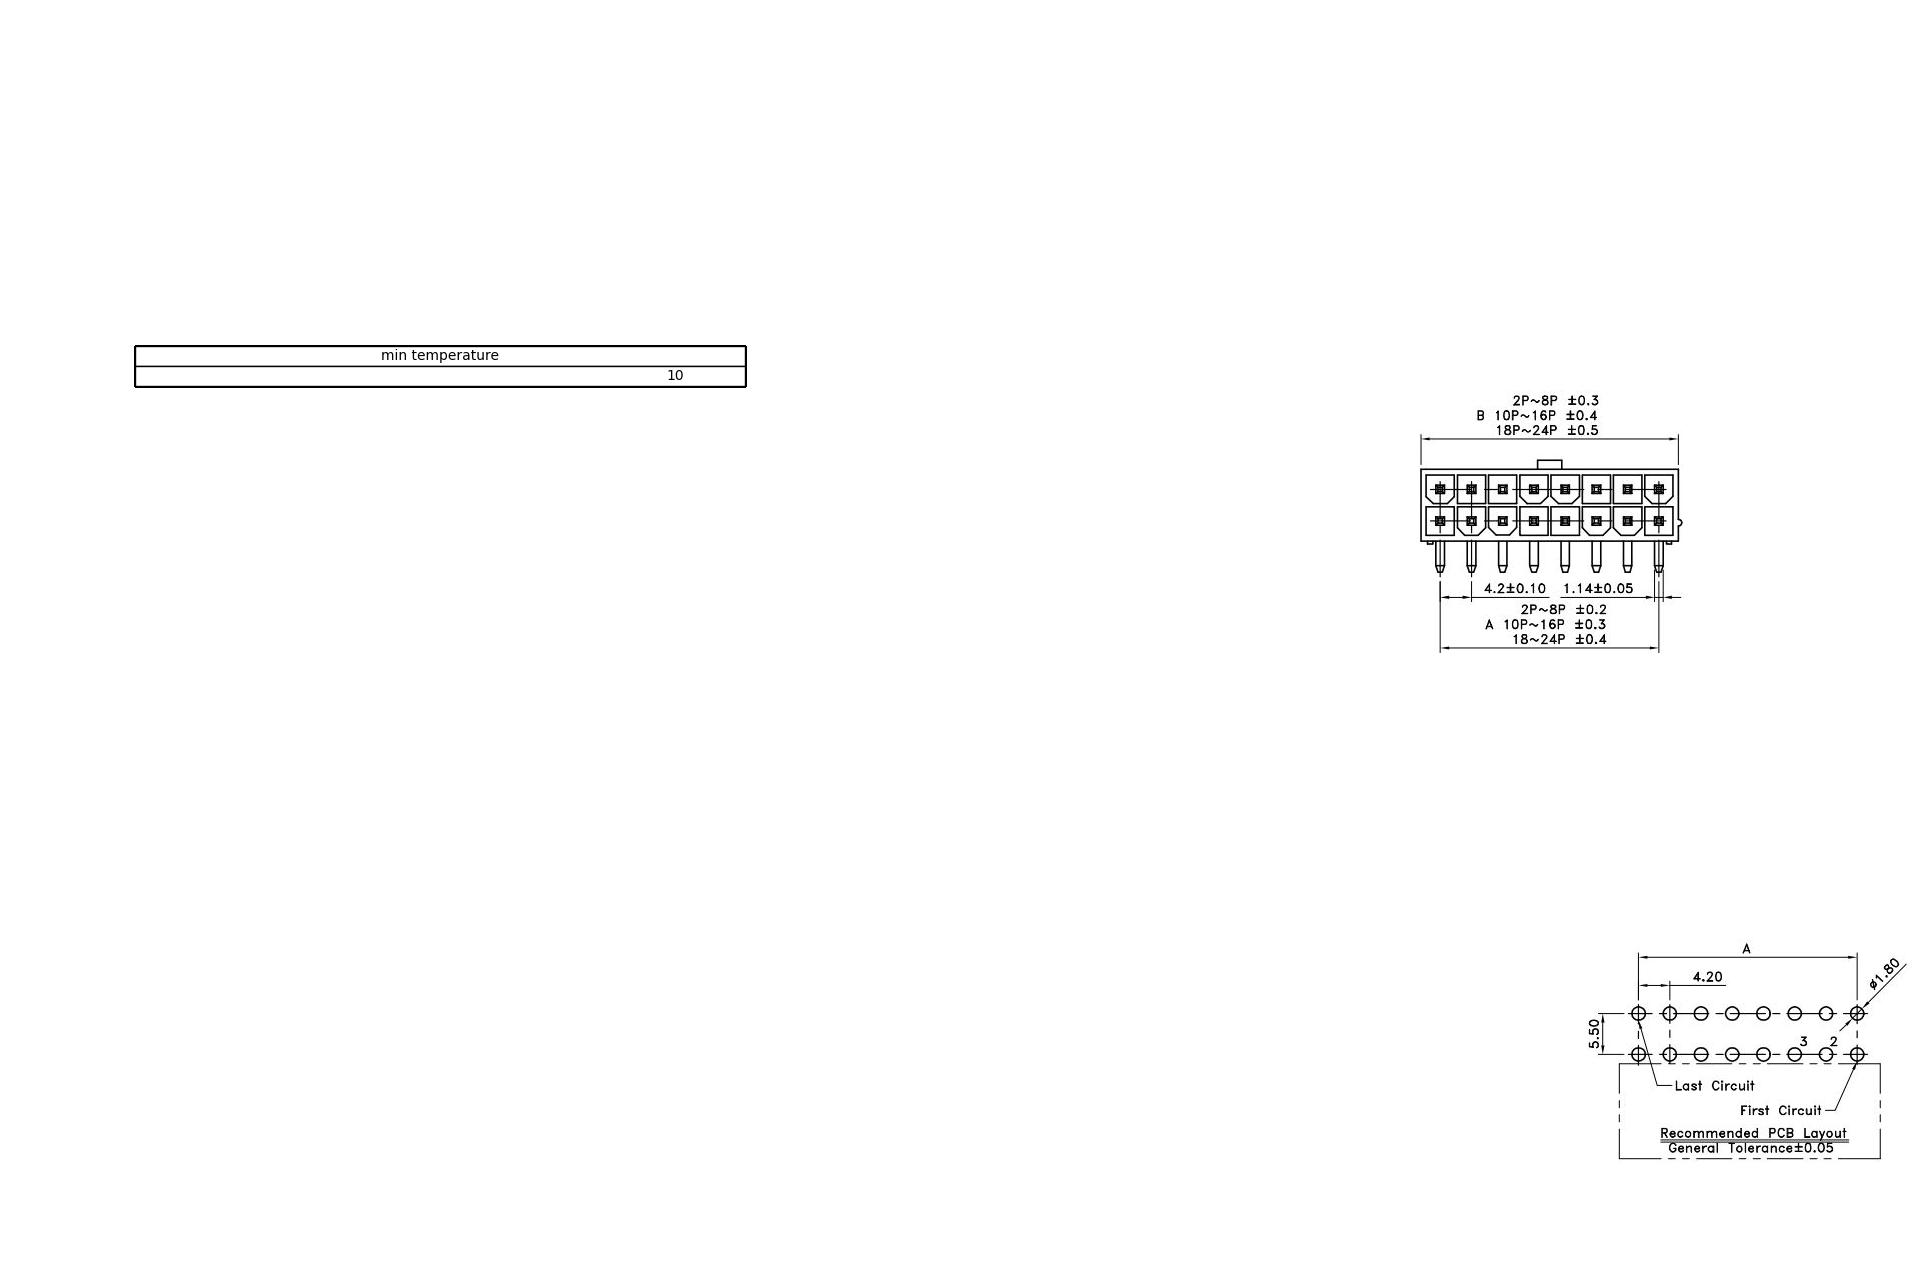 min temperature
10
2P~8P ±0.3
B 10P~16P ±0.4
18P~24P ±0.5
4.2±0.10 1.14±0.05
2P~8P ±0.2
A 10P~16P ±0.3
18~24P ±0.4
A
4.20
ø1.80
5.50
3 2
Last Circuit
First Circuit
Recommended PCB Layout
General Tolerance±0.05